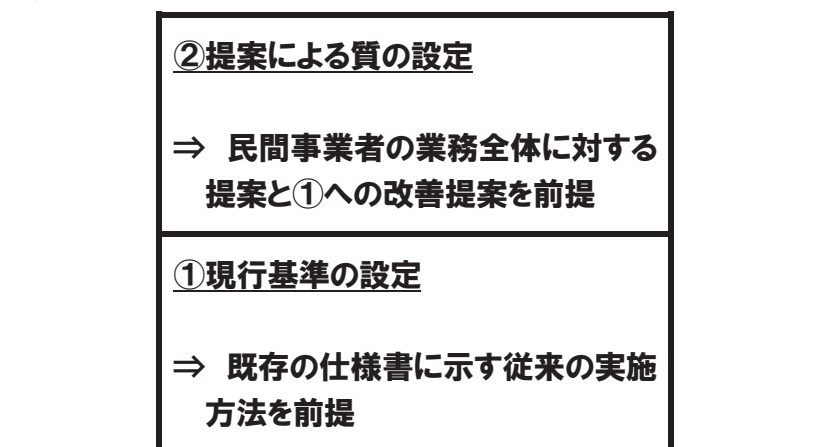 ②提案による質の設定
⇒ 民間事業者の業務全体に対する
提案と①への改善提案を前提
①現行基準の設定
⇒ 既存の仕様書に示す従来の実施
方法を前提